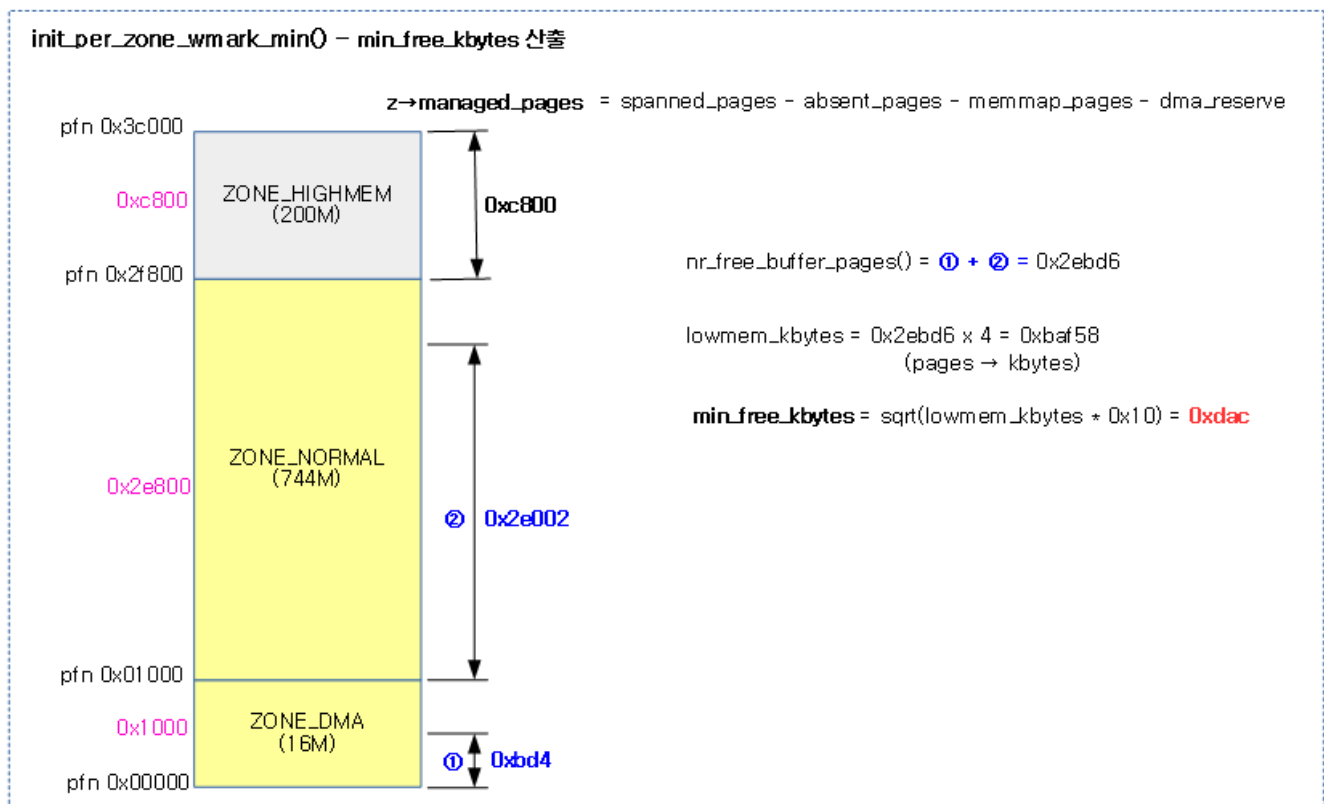 init_per_zone_wmark_min() - min_free_kbytes 산출
z→managed_pages = spanned_pages - absent_pages - memmap_pages - dma_reserve
pfn 0x3c000
0xc800
ZONE_HIGHMEM
(200M)
0xc800
pfn 0x2f800
nr_free_buffer_pages() = ① + ② = 0x2ebd6
lowmem_kbytes = 0x2ebd6 x 4 = 0xbaf58
(pages → kbytes)
min_free_kbytes = sqrt(lowmem_kbytes * 0x10) = 0xdac
ZONE_NORMAL
(744M)
0x2e800
② 0x2e002
pfn 0x01000
0x1000
ZONE_DMA
(16M)
① 0xbd4
pfn 0x00000